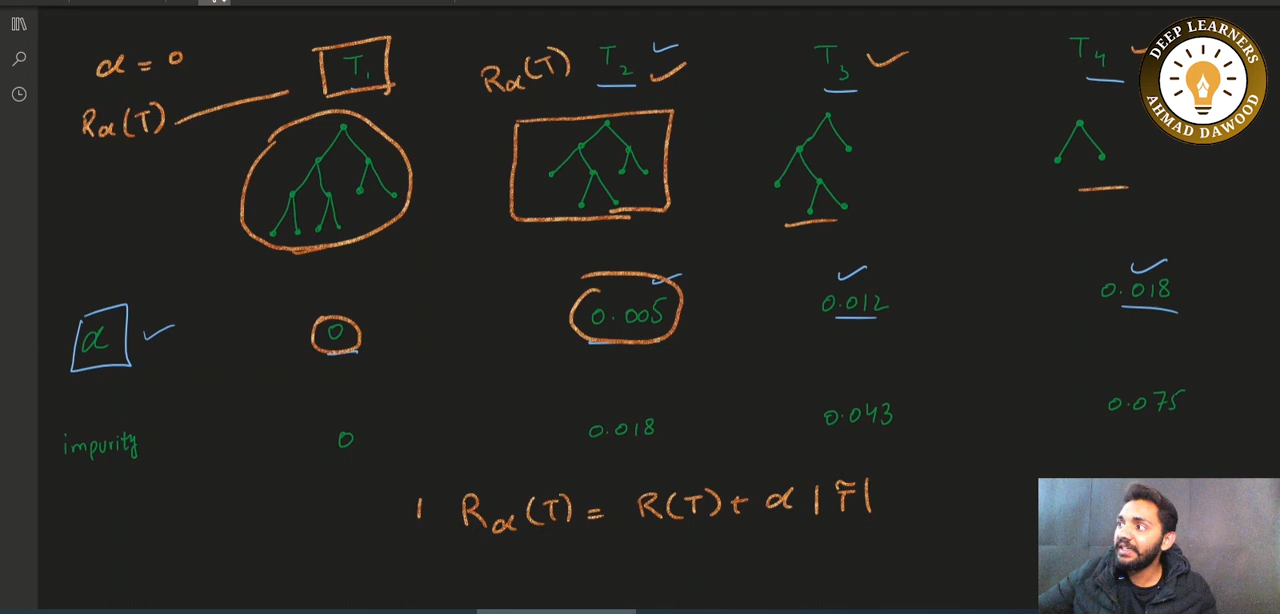 α = 0 T₁ Rα(T) T₂ T₃ T₄
Rα(T)
DEEP LEARNERS
AHMAD DAWOOD
α 0 0.005 0.012 0.018
impurity 0 0.018 0.043 0.075
Rα(T) = R(T) + α |T̃|